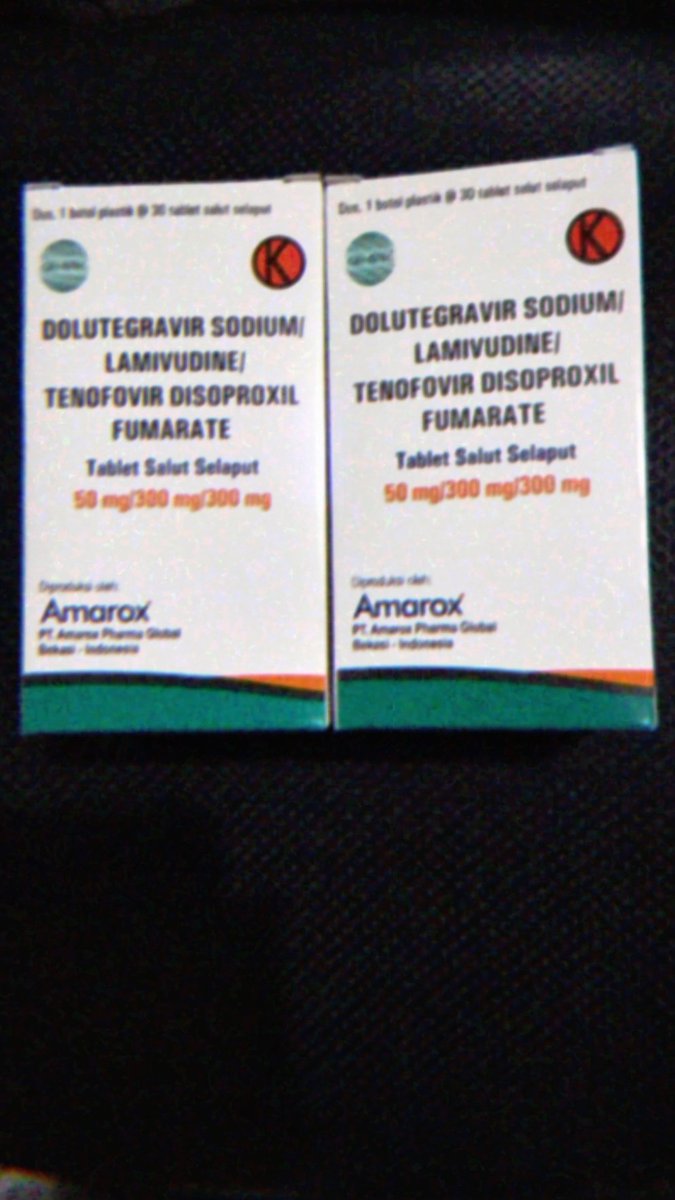 Dus, 1 botol plastik @ 30 tablet salut selaput
K
DOLUTEGRAVIR SODIUM/
LAMIVUDINE/
TENOFOVIR DISOPROXIL
FUMARATE
Tablet Salut Selaput
50 mg/300 mg/300 mg
Diproduksi oleh:
Amarox
PT. Amarox Pharma Global
Bekasi - Indonesia
Dus, 1 botol plastik @ 30 tablet salut selaput
K
DOLUTEGRAVIR SODIUM/
LAMIVUDINE/
TENOFOVIR DISOPROXIL
FUMARATE
Tablet Salut Selaput
50 mg/300 mg/300 mg
Diproduksi oleh:
Amarox
PT. Amarox Pharma Global
Bekasi - Indonesia